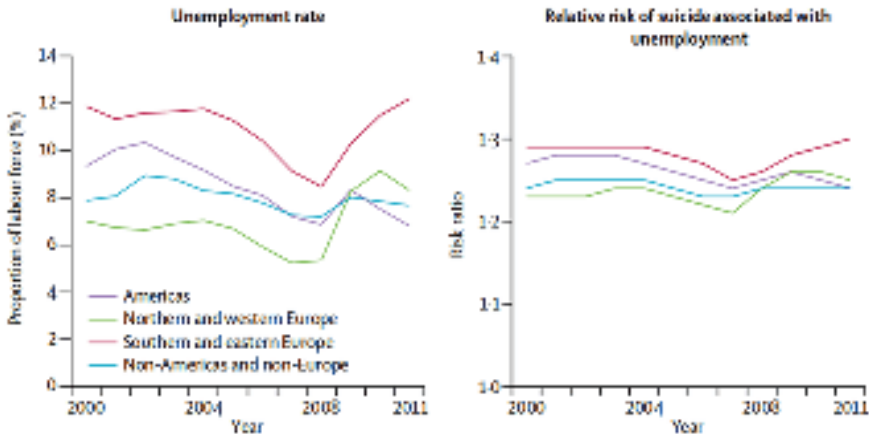 Unemployment rate
14
12
10
8
6
4
2
0
Proportion of labour force (%)
Americas
Northern and western Europe
Southern and eastern Europe
Non-Americas and non-Europe
2000
2004
2008
2011
Year
Relative risk of suicide associated with
unemployment
1·4
1·3
1·2
1·1
1·0
Risk ratio
2000
2004
2008
2011
Year